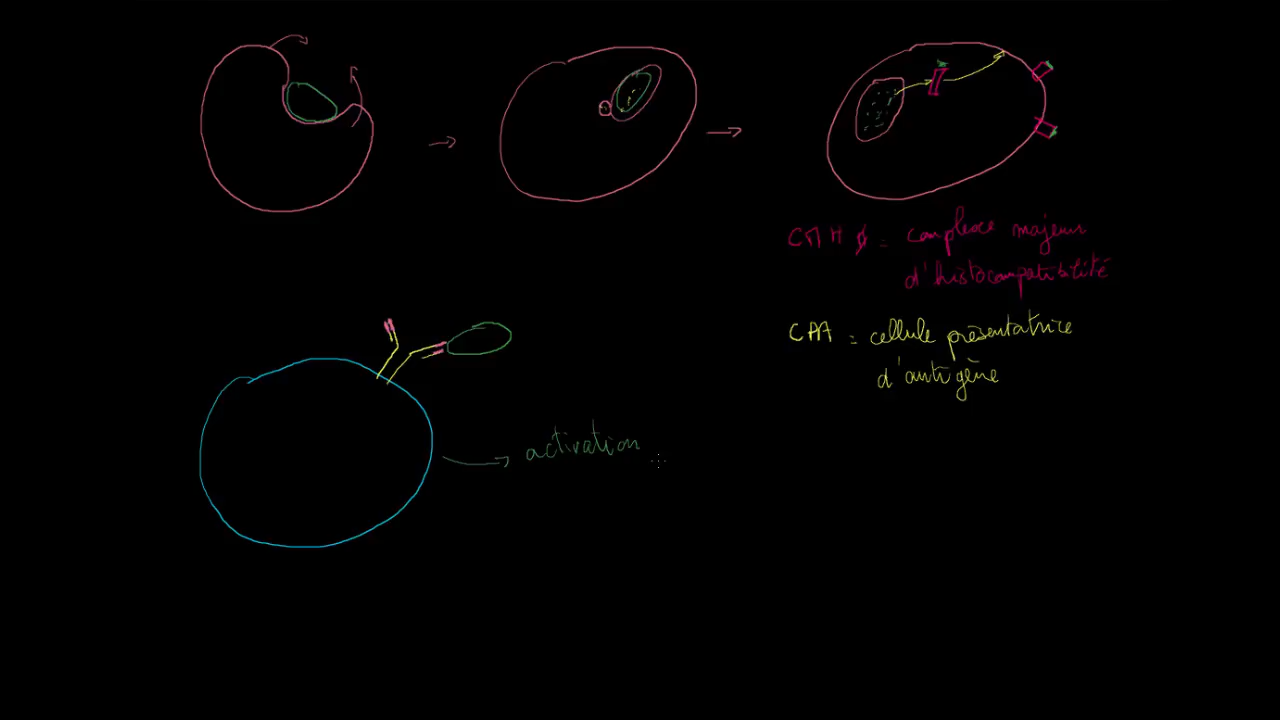 CMH = complexe majeur
d'histocompatibilité
CPA = cellule présentatrice
d'antigène
activation